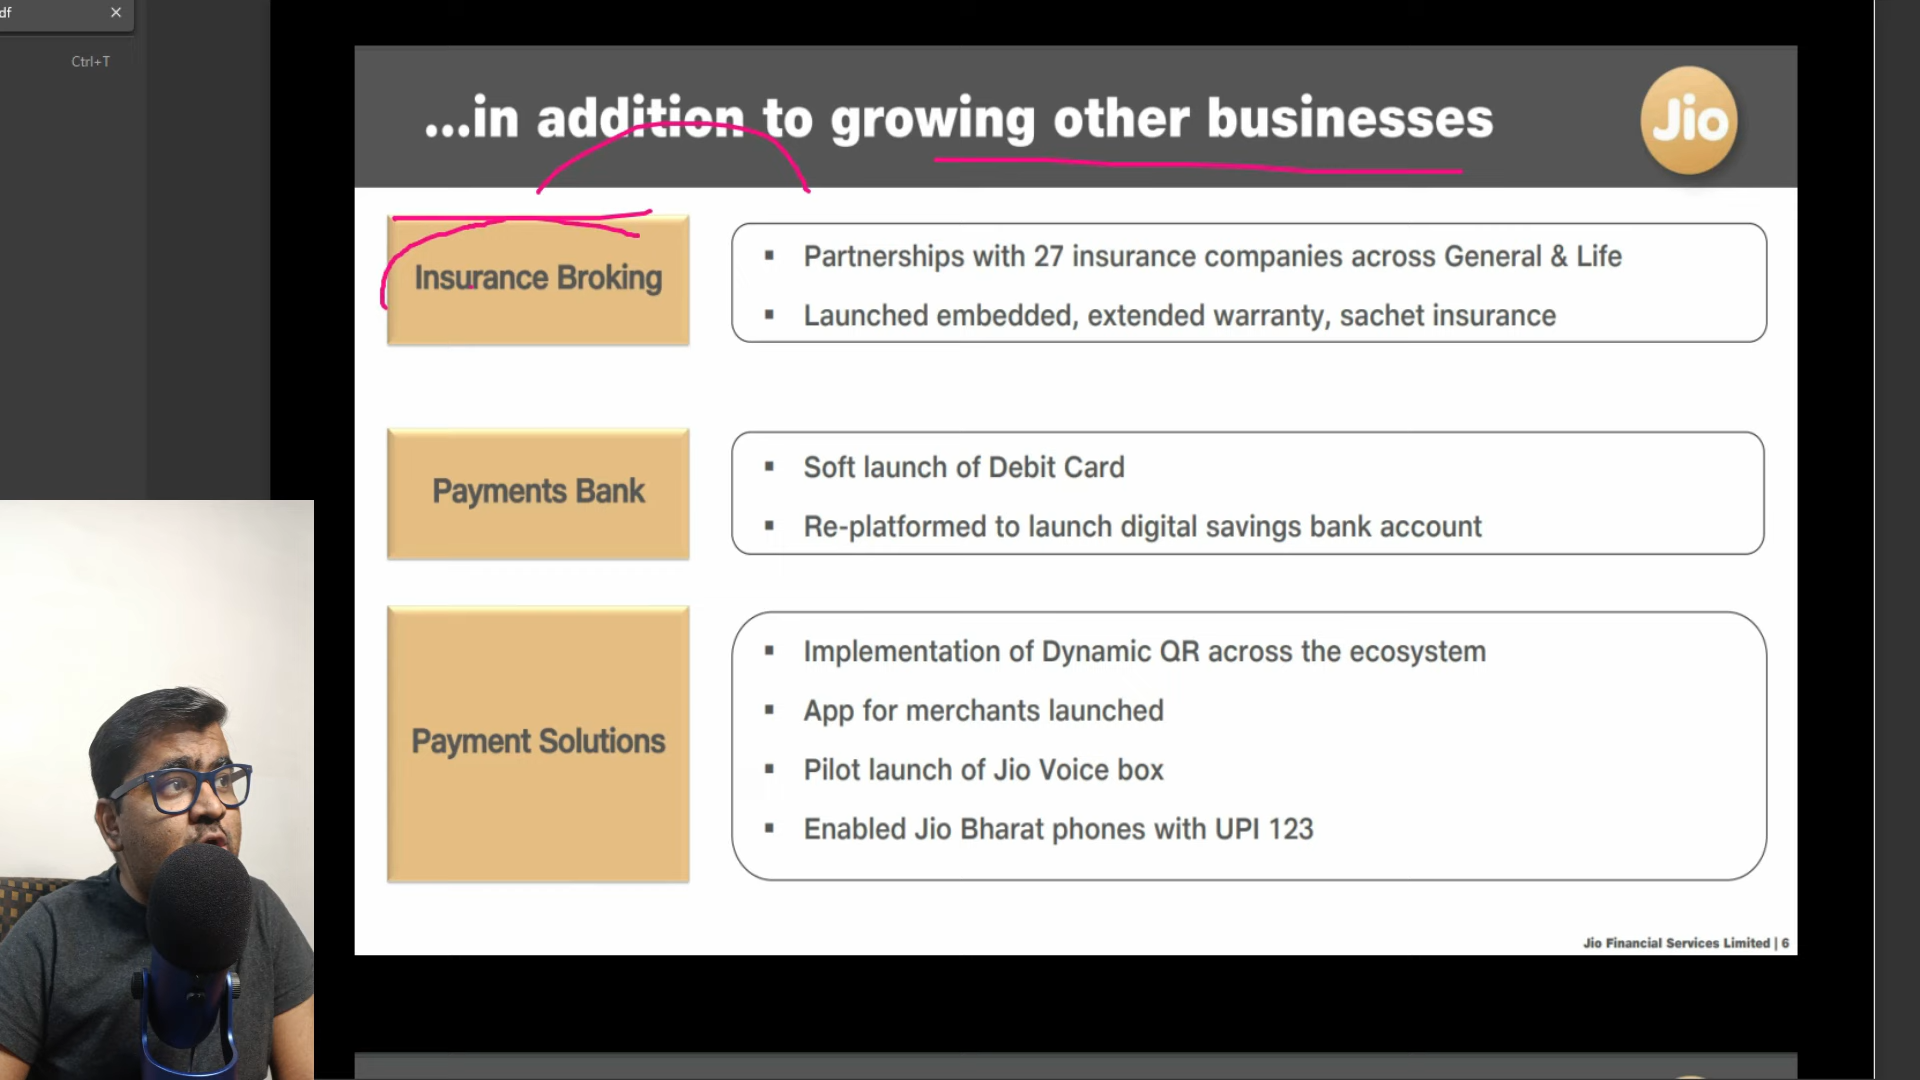 df
Ctrl+T
...in addition to growing other businesses
Jio
Insurance Broking
▪ Partnerships with 27 insurance companies across General & Life
▪ Launched embedded, extended warranty, sachet insurance
Payments Bank
▪ Soft launch of Debit Card
▪ Re-platformed to launch digital savings bank account
Payment Solutions
▪ Implementation of Dynamic QR across the ecosystem
▪ App for merchants launched
▪ Pilot launch of Jio Voice box
▪ Enabled Jio Bharat phones with UPI 123
Jio Financial Services Limited | 6